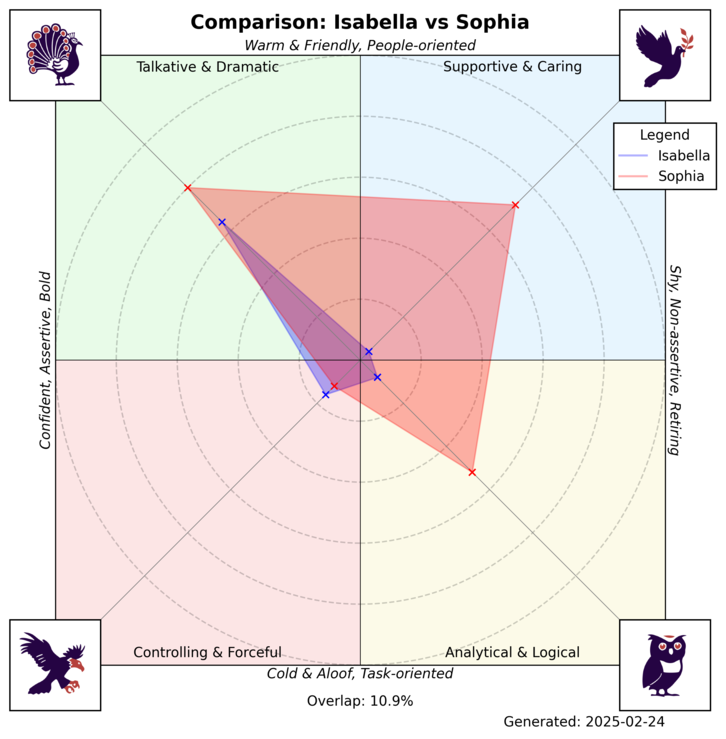 Comparison: Isabella vs Sophia
Warm & Friendly, People-oriented
Talkative & Dramatic
Supportive & Caring
Legend
Isabella
Sophia
Confident, Assertive, Bold
Shy, Non-assertive, Retiring
Controlling & Forceful
Analytical & Logical
Cold & Aloof, Task-oriented
Overlap: 10.9%
Generated: 2025-02-24